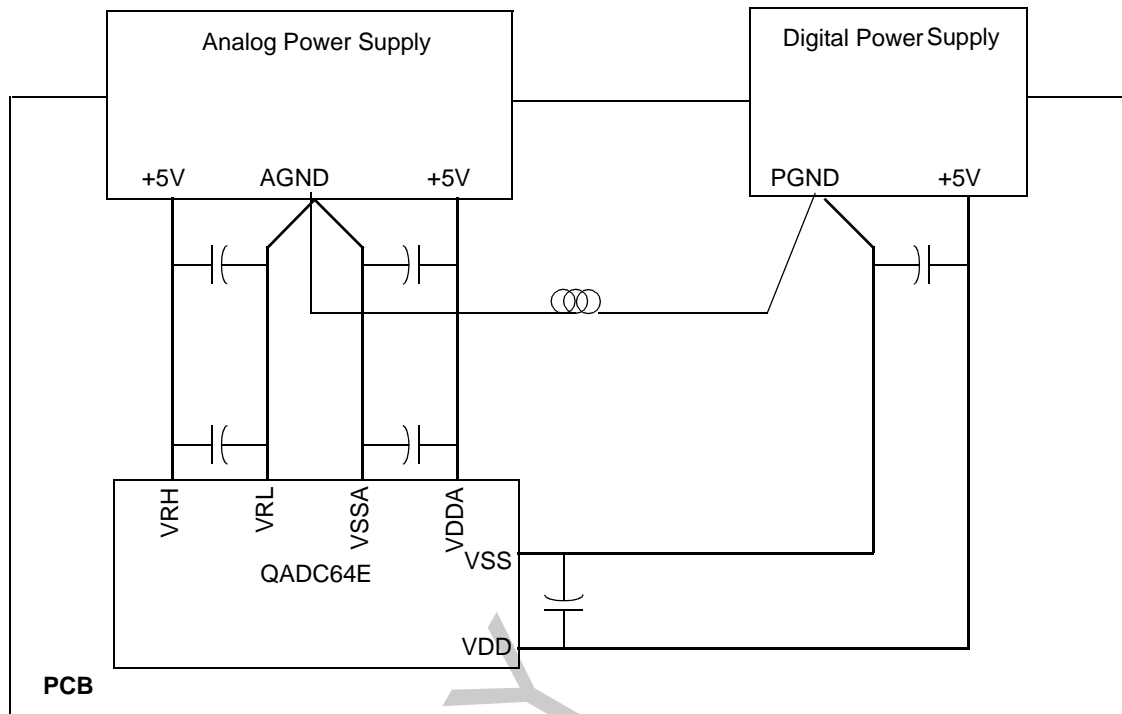 Analog Power Supply
Digital Power Supply
+5V
AGND
+5V
PGND
+5V
VRH
VRL
VSSA
VDDA
QADC64E
VSS
VDD
PCB